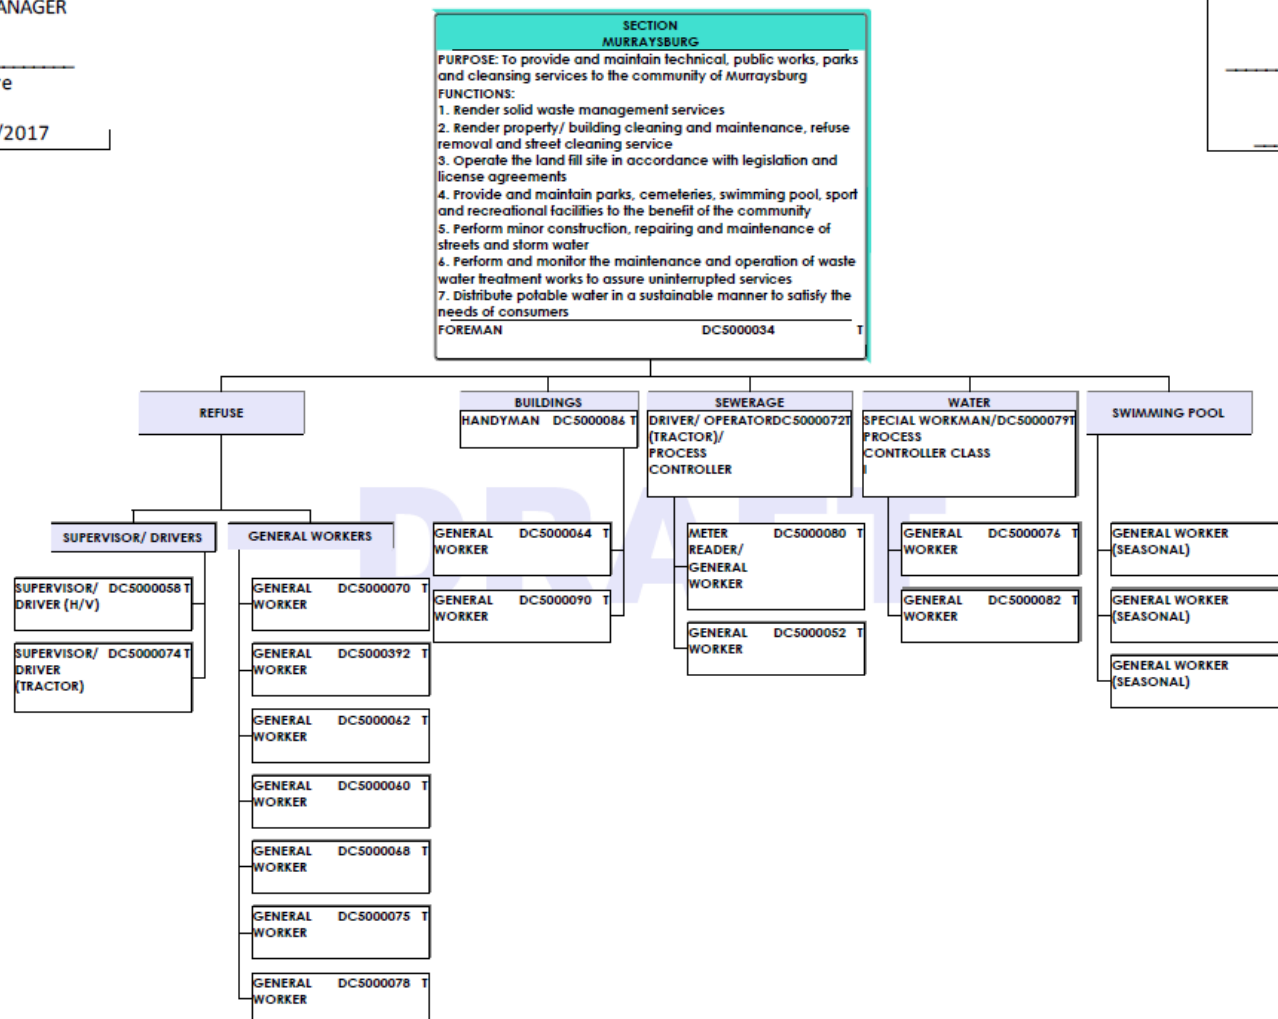 ANAGER
e
/2017
SECTION
MURRAYSBURG
PURPOSE: To provide and maintain technical, public works, parks
and cleansing services to the community of Murraysburg
FUNCTIONS:
1. Render solid waste management services
2. Render property/ building cleaning and maintenance, refuse
removal and street cleaning service
3. Operate the land fill site in accordance with legislation and
license agreements
4. Provide and maintain parks, cemeteries, swimming pool, sport
and recreational facilities to the benefit of the community
5. Perform minor construction, repairing and maintenance of
streets and storm water
6. Perform and monitor the maintenance and operation of waste
water treatment works to assure uninterrupted services
7. Distribute potable water in a sustainable manner to satisfy the
needs of consumers
FOREMAN DC5000034 T
REFUSE
SUPERVISOR/ DRIVERS
SUPERVISOR/ DC5000058 T
DRIVER (H/V)
SUPERVISOR/ DC5000074 T
DRIVER
(TRACTOR)
GENERAL WORKERS
GENERAL DC5000070 T
WORKER
GENERAL DC5000392 T
WORKER
GENERAL DC5000062 T
WORKER
GENERAL DC5000060 T
WORKER
GENERAL DC5000068 T
WORKER
GENERAL DC5000075 T
WORKER
GENERAL DC5000078 T
WORKER
BUILDINGS
HANDYMAN DC5000086 T
GENERAL DC5000064 T
WORKER
GENERAL DC5000090 T
WORKER
SEWERAGE
DRIVER/ OPERATORDC5000072T
(TRACTOR)/
PROCESS
CONTROLLER
METER DC5000080 T
READER/
GENERAL
WORKER
GENERAL DC5000052 T
WORKER
WATER
SPECIAL WORKMAN/DC5000079T
PROCESS
CONTROLLER CLASS
I
GENERAL DC5000076 T
WORKER
GENERAL DC5000082 T
WORKER
SWIMMING POOL
GENERAL WORKER
(SEASONAL)
GENERAL WORKER
(SEASONAL)
GENERAL WORKER
(SEASONAL)
DRAFT